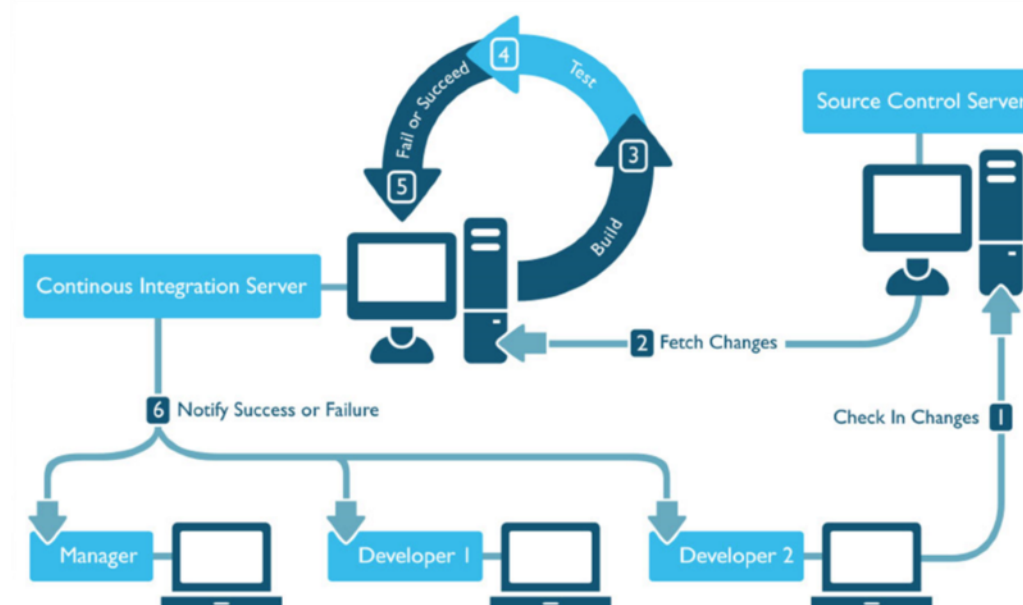 4
Test
Fail or Succeed
Source Control Server
3
5
Build
Continous Integration Server
2 Fetch Changes
6 Notify Success or Failure
Check In Changes 1
Manager
Developer 1
Developer 2